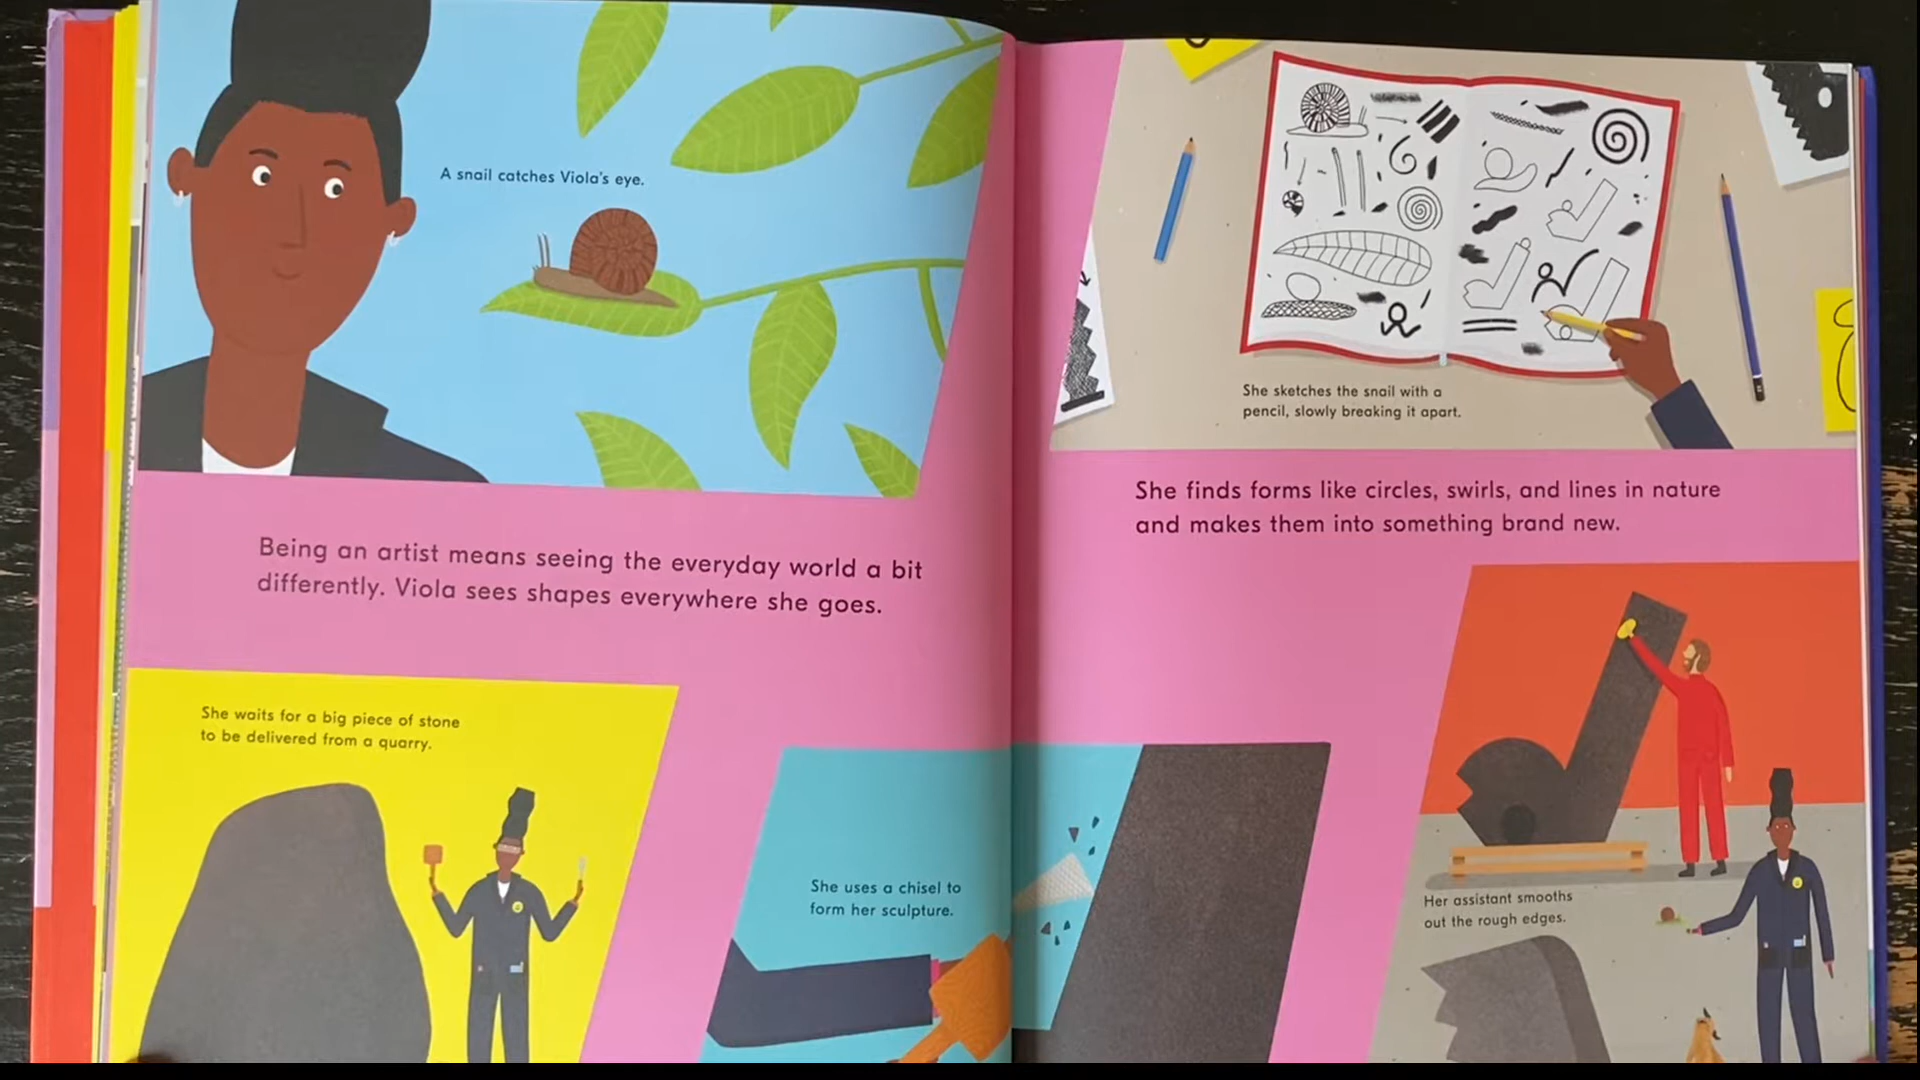 A snail catches Viola's eye.
Being an artist means seeing the everyday world a bit
differently. Viola sees shapes everywhere she goes.
She waits for a big piece of stone
to be delivered from a quarry.
She uses a chisel to
form her sculpture.
She sketches the snail with a
pencil, slowly breaking it apart.
She finds forms like circles, swirls, and lines in nature
and makes them into something brand new.
Her assistant smooths
out the rough edges.